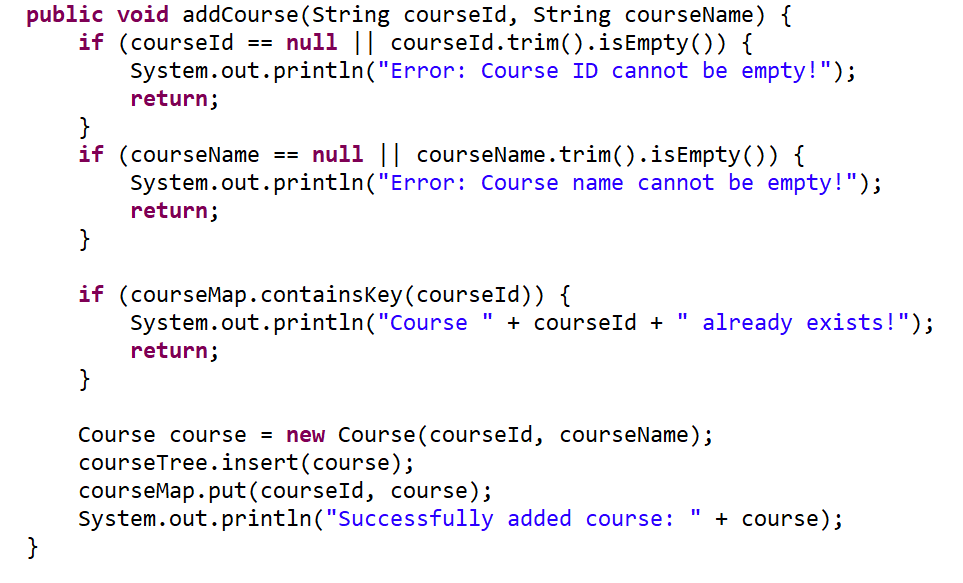 public void addCourse(String courseId, String courseName) {
    if (courseId == null || courseId.trim().isEmpty()) {
        System.out.println("Error: Course ID cannot be empty!");
        return;
    }
    if (courseName == null || courseName.trim().isEmpty()) {
        System.out.println("Error: Course name cannot be empty!");
        return;
    }

    if (courseMap.containsKey(courseId)) {
        System.out.println("Course " + courseId + " already exists!");
        return;
    }

    Course course = new Course(courseId, courseName);
    courseTree.insert(course);
    courseMap.put(courseId, course);
    System.out.println("Successfully added course: " + course);
}